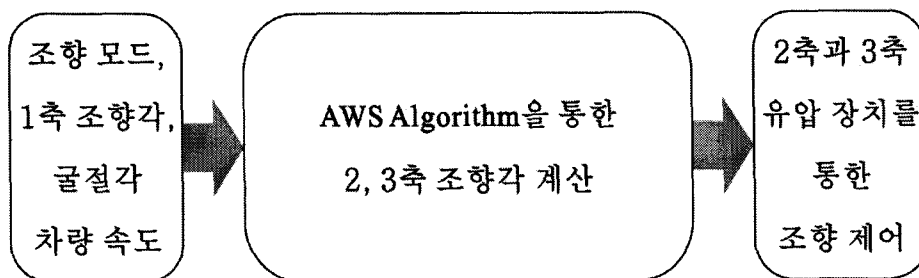 조향 모드,
1축 조향각,
굴절각
차량 속도
AWS Algorithm을 통한
2, 3축 조향각 계산
2축과 3축
유압 장치를
통한
조향 제어